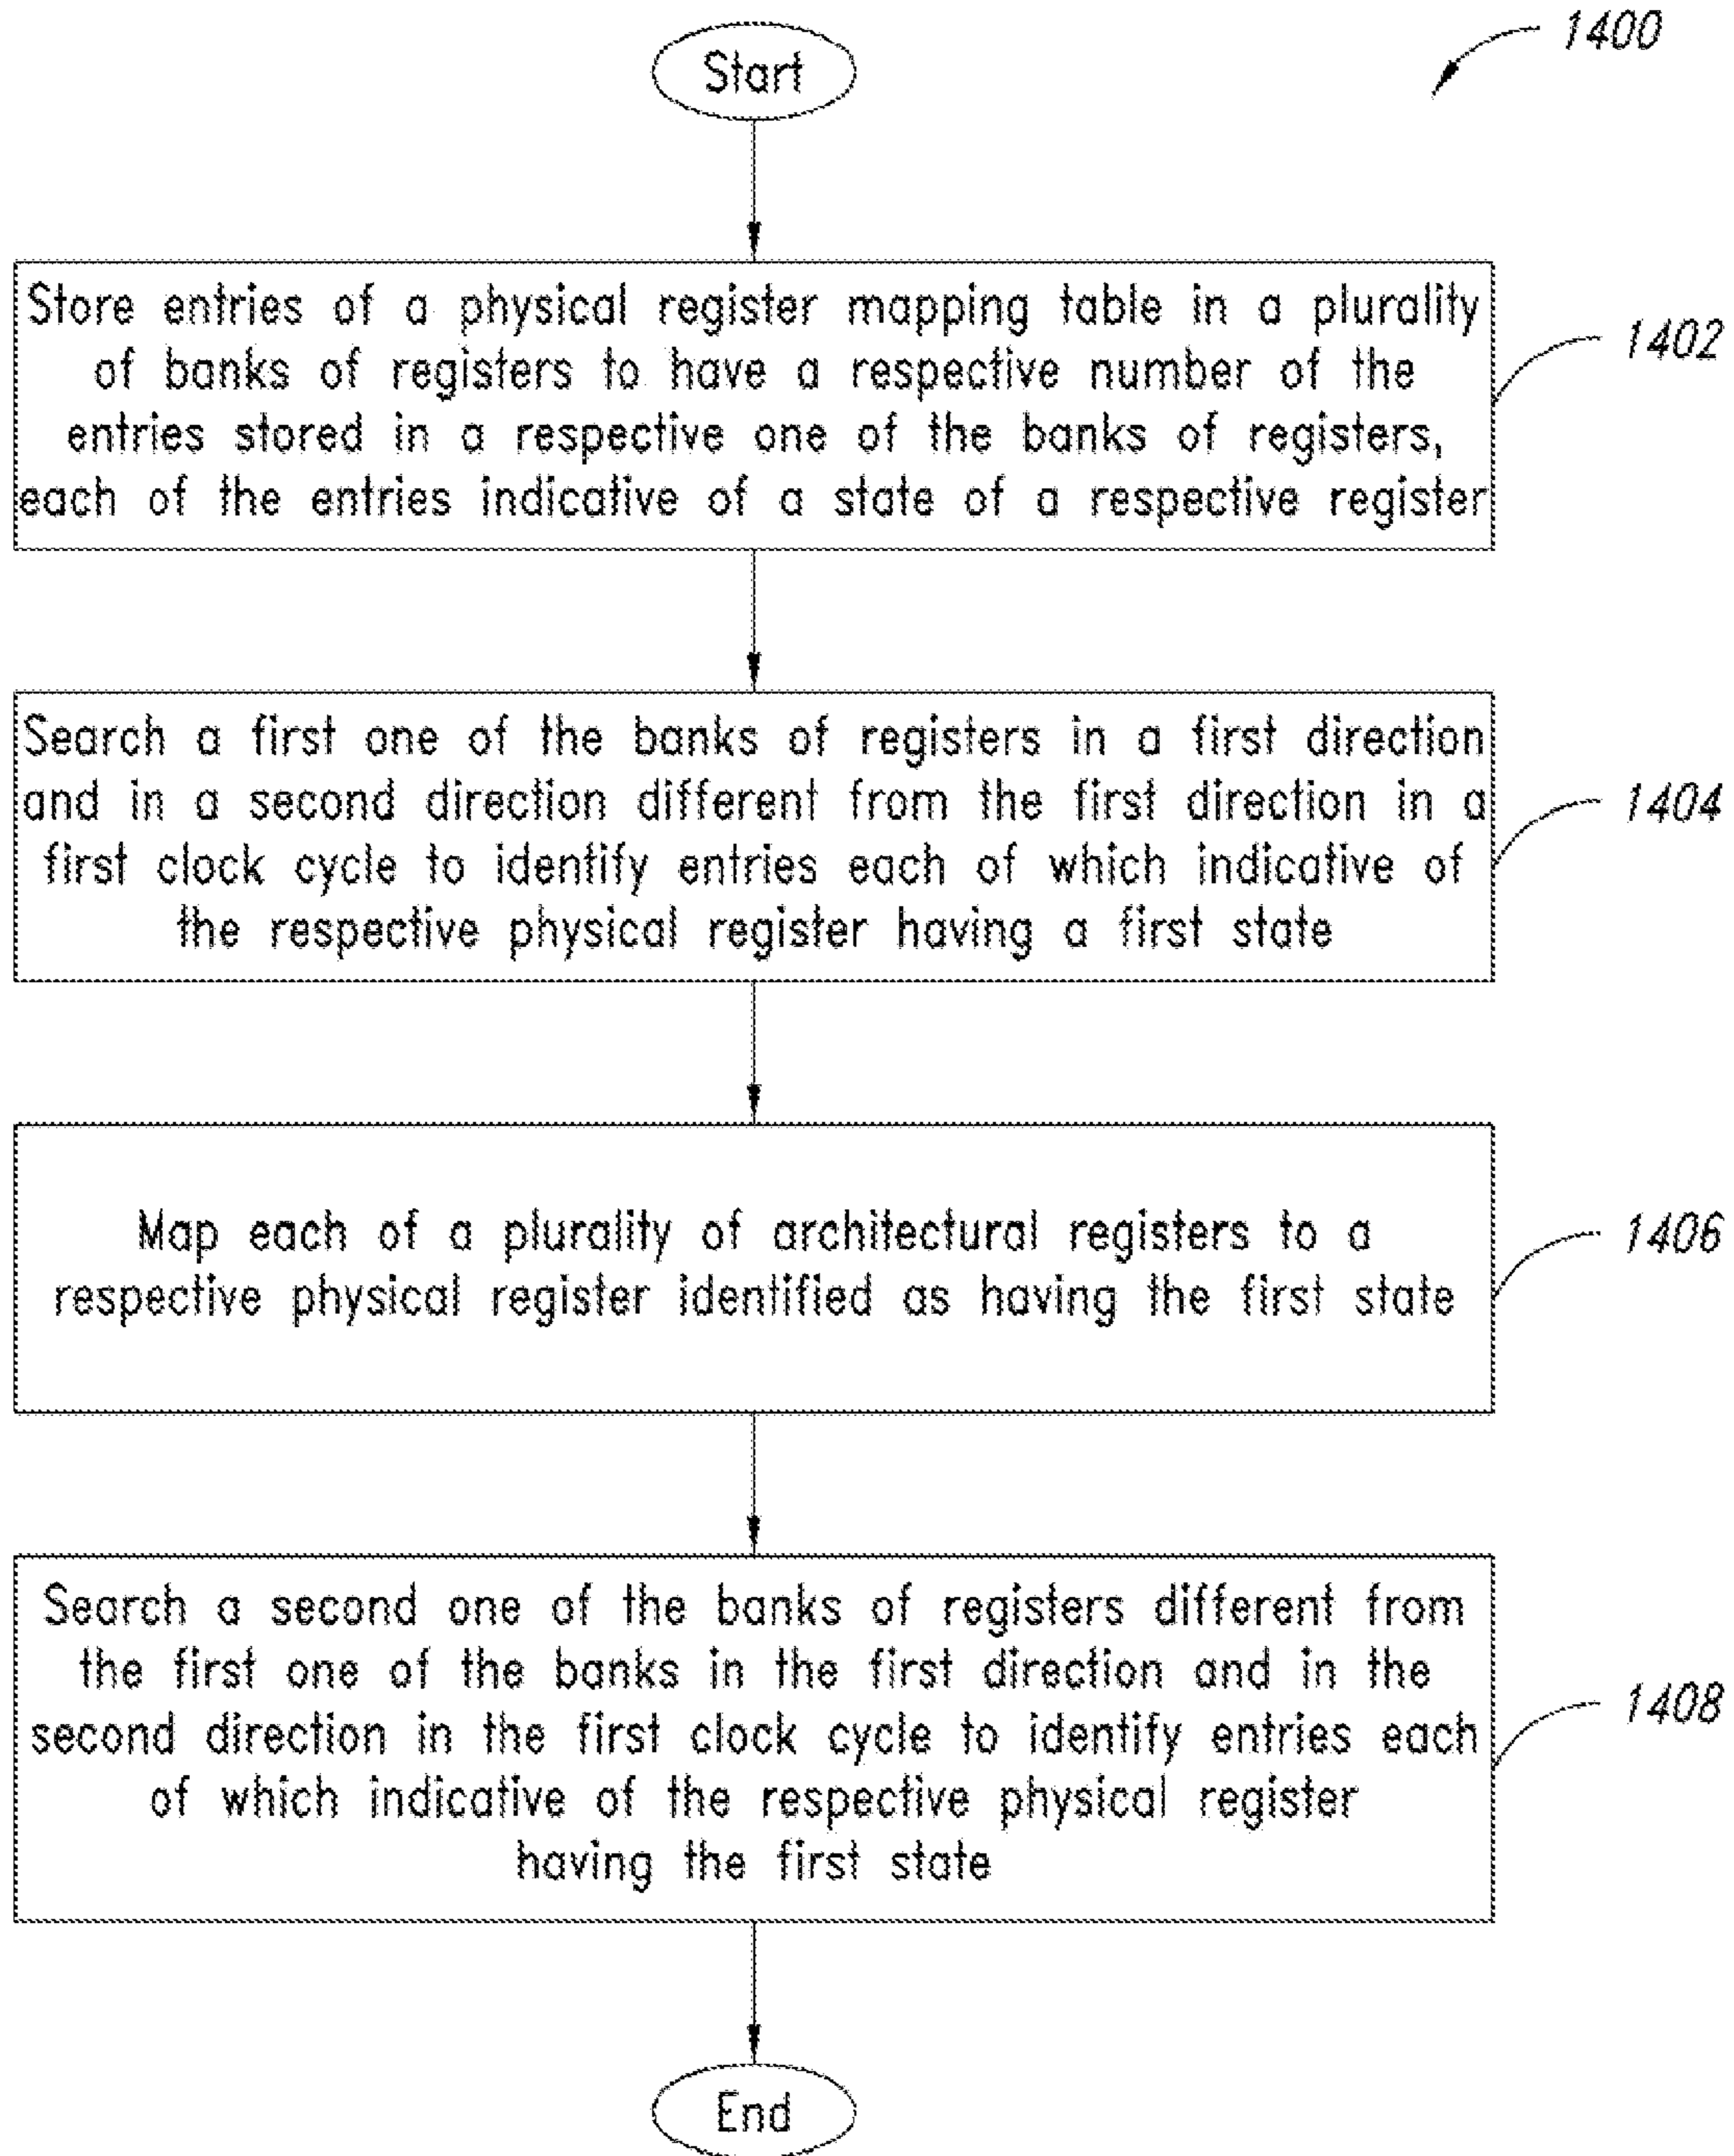 1400
Start
Store entries of a physical register mapping table in a plurality
of banks of registers to have a respective number of the
entries stored in a respective one of the banks of registers,
each of the entries indicative of a state of a respective register
1402
Search a first one of the banks of registers in a first direction
and in a second direction different from the first direction in a
first clock cycle to identify entries each of which indicative of
the respective physical register having a first state
1404
Map each of a plurality of architectural registers to a
respective physical register identified as having the first state
1406
Search a second one of the banks of registers different from
the first one of the banks in the first direction and in the
second direction in the first clock cycle to identify entries each
of which indicative of the respective physical register
having the first state
1408
End